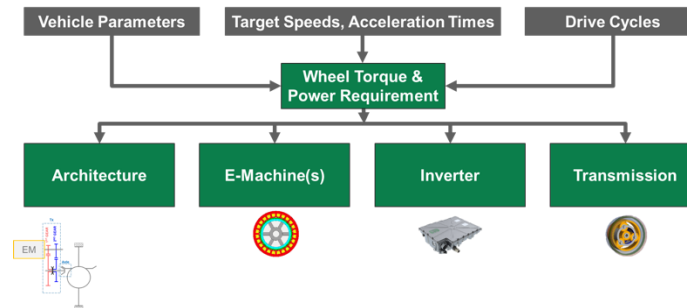 Vehicle Parameters
Target Speeds, Acceleration Times
Drive Cycles
Wheel Torque &
Power Requirement
Architecture
E-Machine(s)
Inverter
Transmission
EM